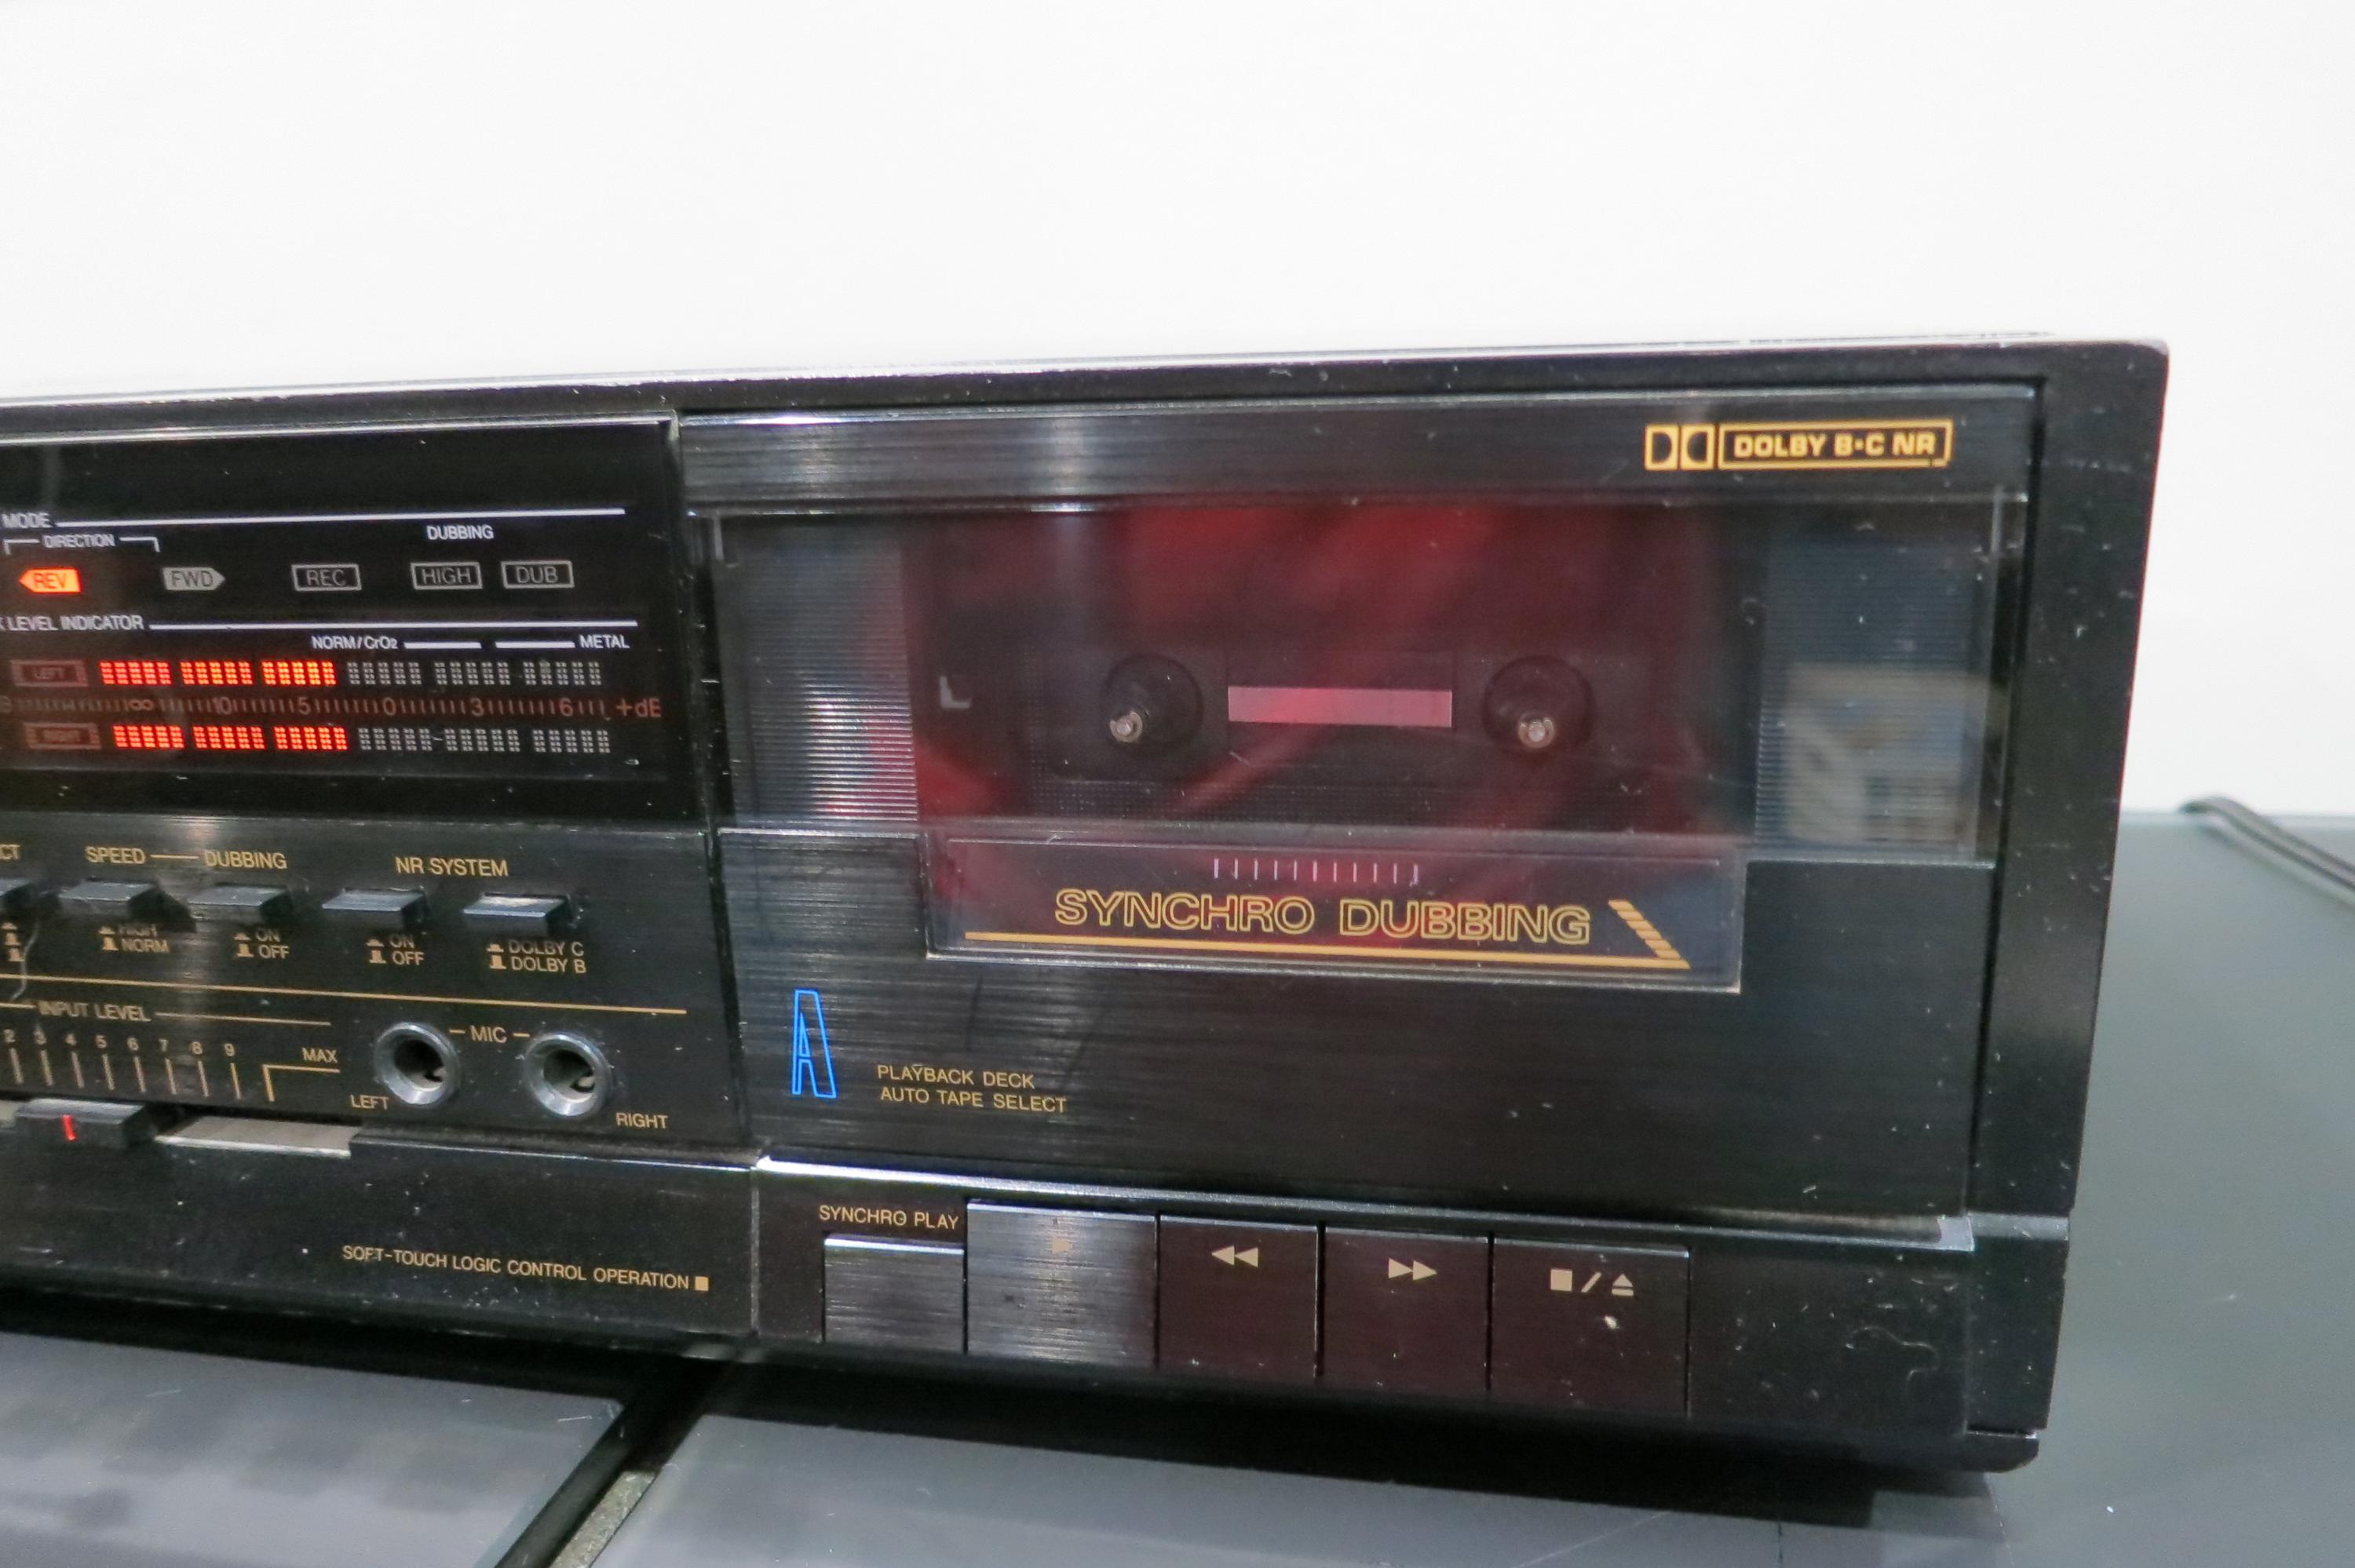 DOLBY B·C NR
MODE
DIRECTION
DUBBING
REV
FWD
REC
HIGH
DUB
LEVEL INDICATOR
NORM/CrO2
METAL
LEFT
∞ 10 5 0 3 6 +dB
RIGHT
SPEED
DUBBING
NR SYSTEM
HIGH
NORM
ON
OFF
ON
OFF
DOLBY C
DOLBY B
INPUT LEVEL
2 3 4 5 6 7 8 9
MAX
MIC
LEFT
RIGHT
SOFT-TOUCH LOGIC CONTROL OPERATION
SYNCHRO DUBBING
A
PLAYBACK DECK
AUTO TAPE SELECT
SYNCHRO PLAY